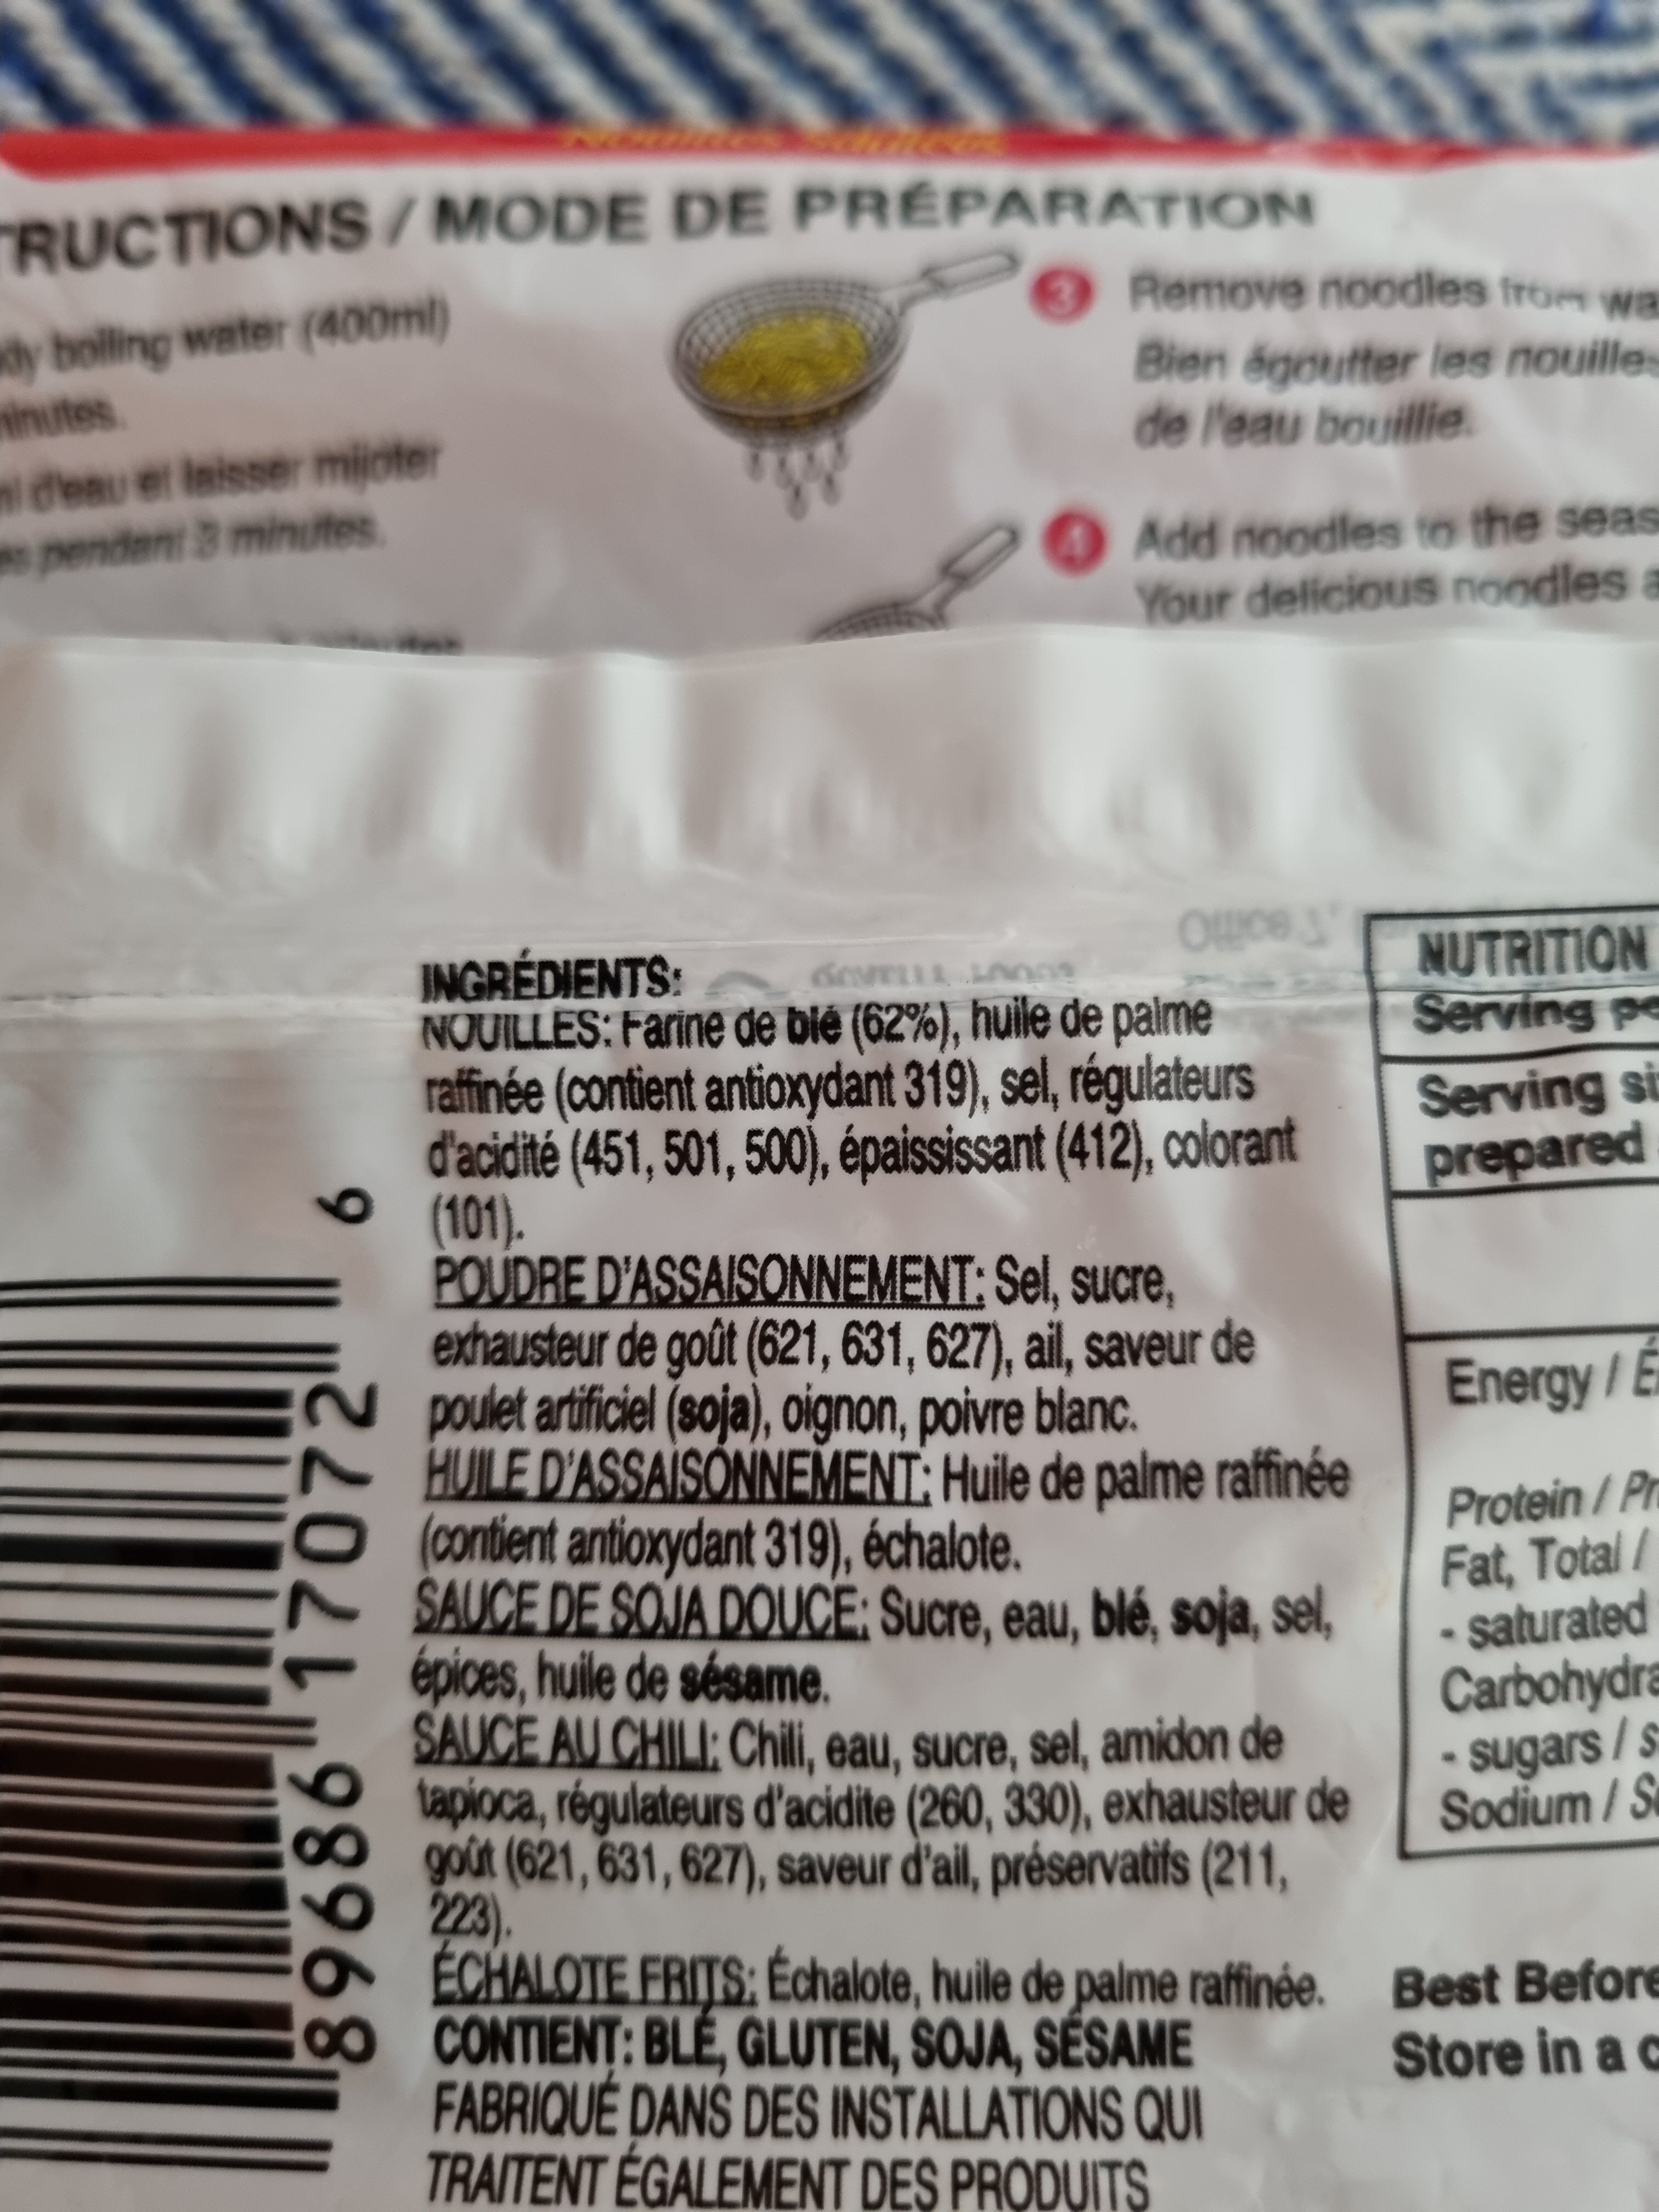 Nouilles Sautées
TRUCTIONS / MODE DE PRÉPARATION
boiling water (400ml)
minutes.
d'eau et laisser mijoter
pendant 3 minutes.
3 Remove noodles from wa
Bien égoutter les nouilles
de l'eau bouillie.
4 Add noodles to the seas
Your delicious noodles a
INGRÉDIENTS:
NOUILLES: Farine de blé (62%), huile de palme
raffinée (contient antioxydant 319), sel, régulateurs
d'acidité (451, 501, 500), épaississant (412), colorant
(101).
POUDRE D'ASSAISONNEMENT: Sel, sucre,
exhausteur de goût (621, 631, 627), ail, saveur de
poulet artificiel (soja), oignon, poivre blanc.
HUILE D'ASSAISONNEMENT: Huile de palme raffinée
(contient antioxydant 319), échalote.
SAUCE DE SOJA DOUCE: Sucre, eau, blé, soja, sel,
épices, huile de sésame.
SAUCE AU CHILI: Chili, eau, sucre, sel, amidon de
tapioca, régulateurs d'acidite (260, 330), exhausteur de
goût (621, 631, 627), saveur d'ail, préservatifs (211,
223).
ÉCHALOTE FRITS: Échalote, huile de palme raffinée.
CONTIENT: BLÉ, GLUTEN, SOJA, SÉSAME
FABRIQUÉ DANS DES INSTALLATIONS QUI
TRAITENT ÉGALEMENT DES PRODUITS
89686 17072 6
NUTRITION
Serving pe
Serving si
prepared
Energy / É
Protein / Pr
Fat, Total /
- saturated
Carbohydra
- sugars / s
Sodium / S
Best Before
Store in a c